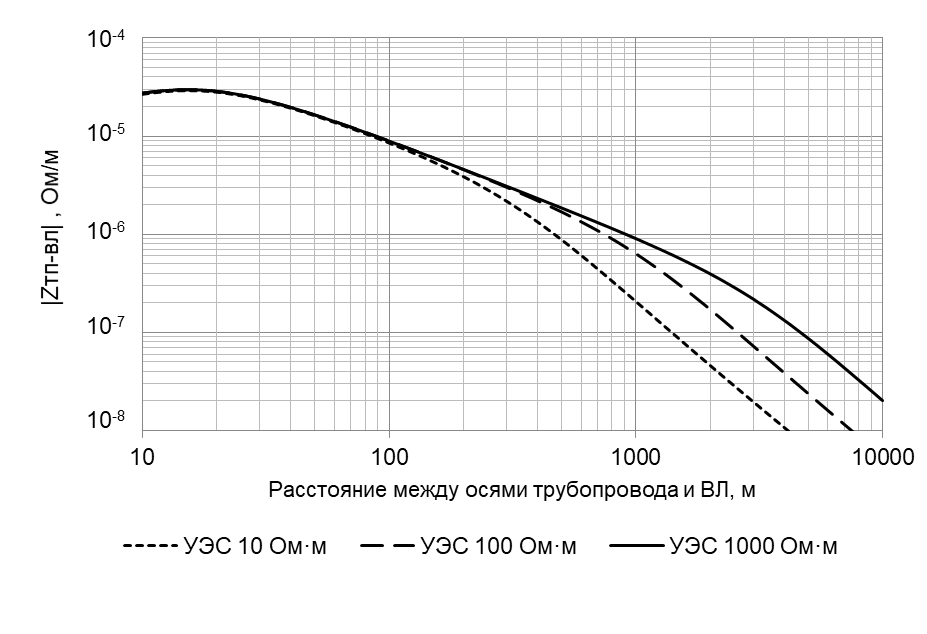 |Zтп-вл| , Ом/м
10-4
10-5
10-6
10-7
10-8
10 100 1000 10000
Расстояние между осями трубопровода и ВЛ, м
УЭС 10 Ом·м УЭС 100 Ом·м УЭС 1000 Ом·м